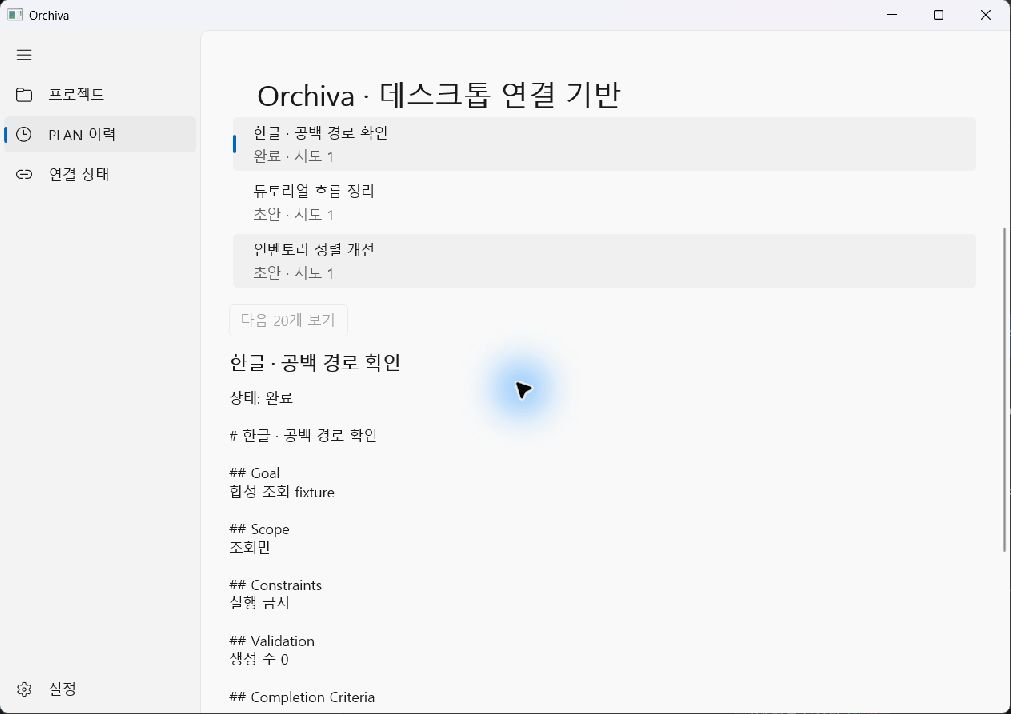 Orchiva
프로젝트
PLAN 이력
연결 상태
설정
Orchiva · 데스크톱 연결 기반
한글 · 공백 경로 확인
완료 · 시도 1
튜토리얼 흐름 정리
초안 · 시도 1
인벤토리 정렬 개선
초안 · 시도 1
다음 20개 보기
한글 · 공백 경로 확인
상태: 완료
# 한글 · 공백 경로 확인
## Goal
합성 조회 fixture
## Scope
조회만
## Constraints
실행 금지
## Validation
생성 수 0
## Completion Criteria